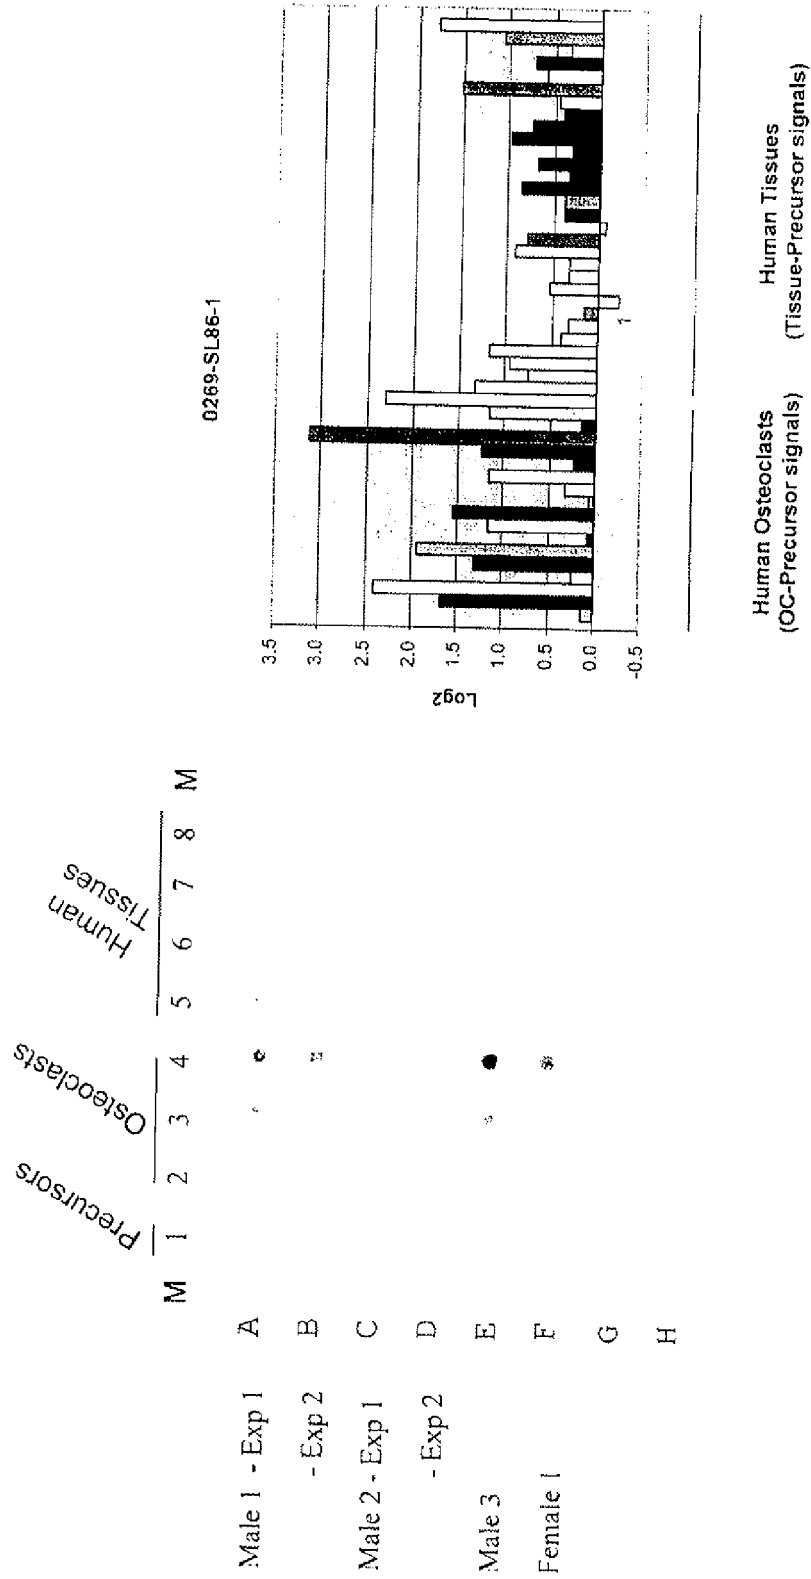 Precursors
Osteoclasts
Human
Tissues
M 1 2 3 4 5 6 7 8 M
Male 1 - Exp 1 A
- Exp 2 B
Male 2 - Exp 1 C
- Exp 2 D
Male 3 E
Female 1 F
G
H
0269-SL86-1
Log2
3.5
3.0
2.5
2.0
1.5
1.0
0.5
0.0
-0.5
1
Human Osteoclasts
(OC-Precursor signals)
Human Tissues
(Tissue-Precursor signals)